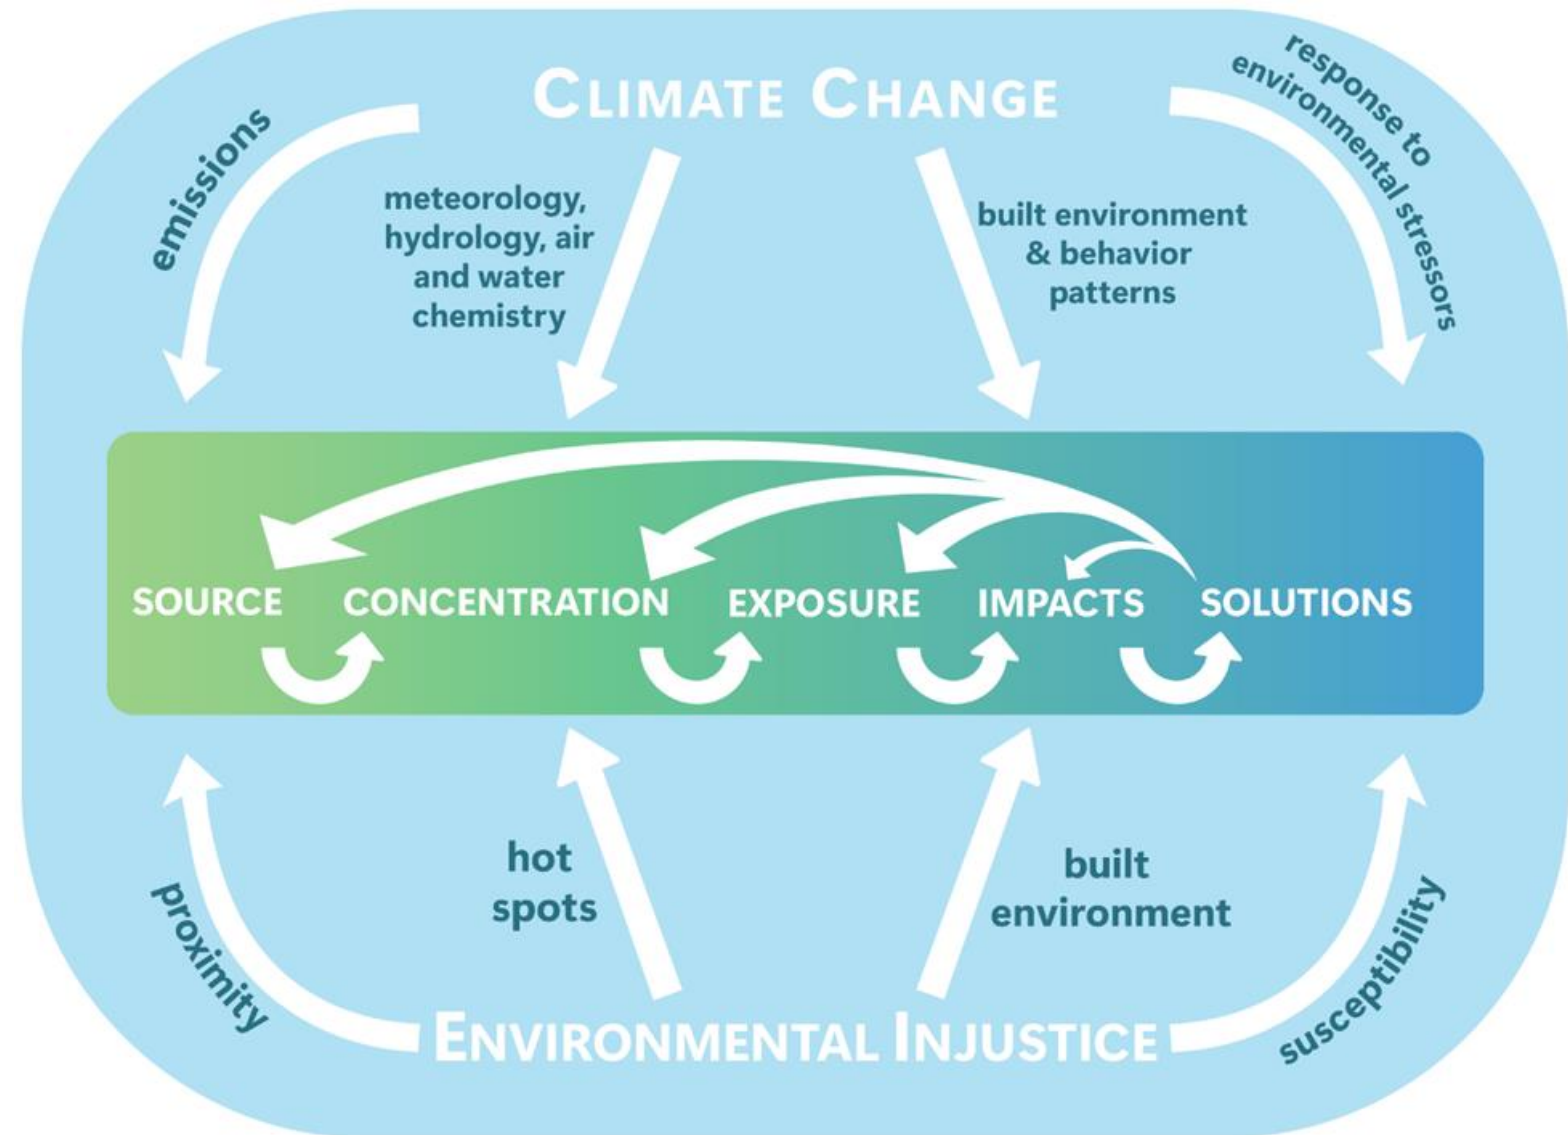 CLIMATE CHANGE
emissions
meteorology,
hydrology, air
and water
chemistry
built environment
& behavior
patterns
response to
environmental stressors
SOURCE CONCENTRATION EXPOSURE IMPACTS SOLUTIONS
hot
spots
built
environment
proximity
ENVIRONMENTAL INJUSTICE
susceptibility